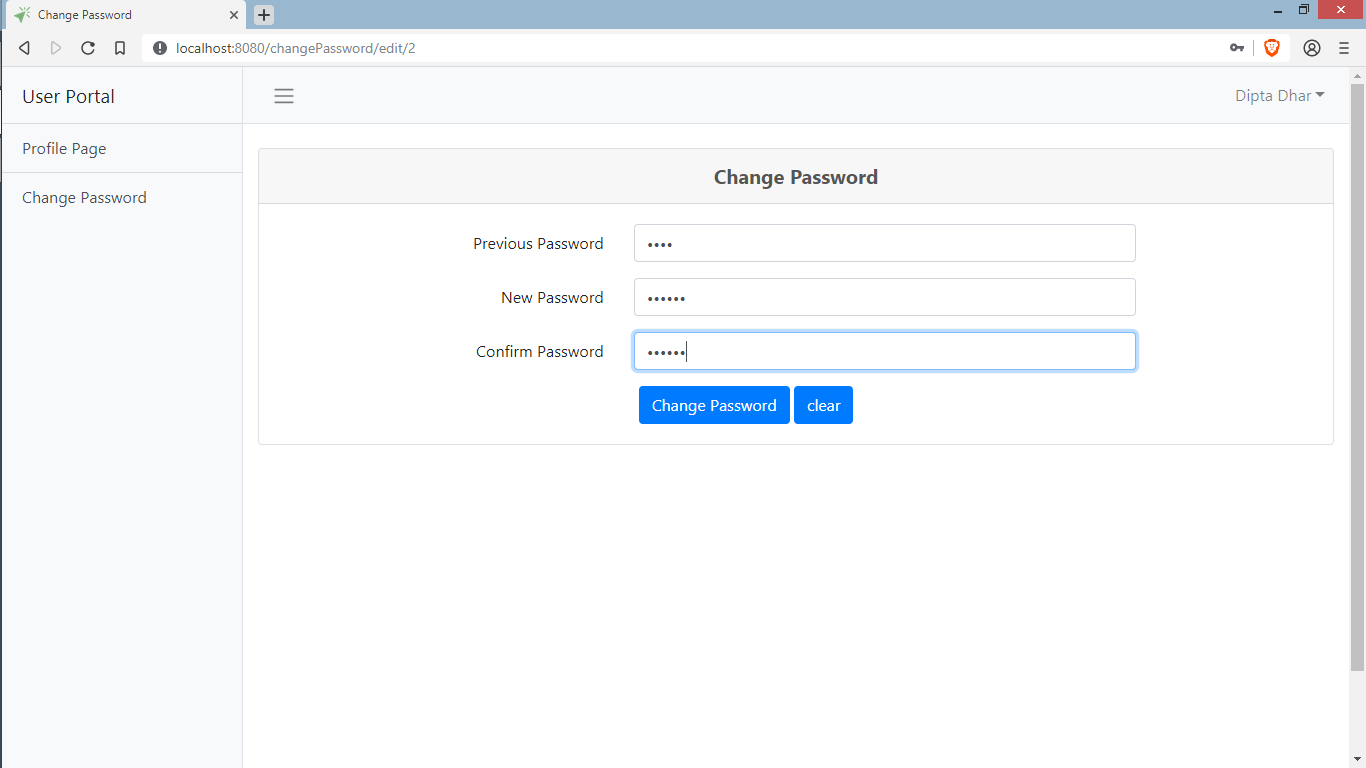 Change Password
localhost:8080/changePassword/edit/2
User Portal
Dipta Dhar
Profile Page
Change Password
Change Password
Previous Password ••••
New Password ••••••
Confirm Password ••••••
Change Password clear